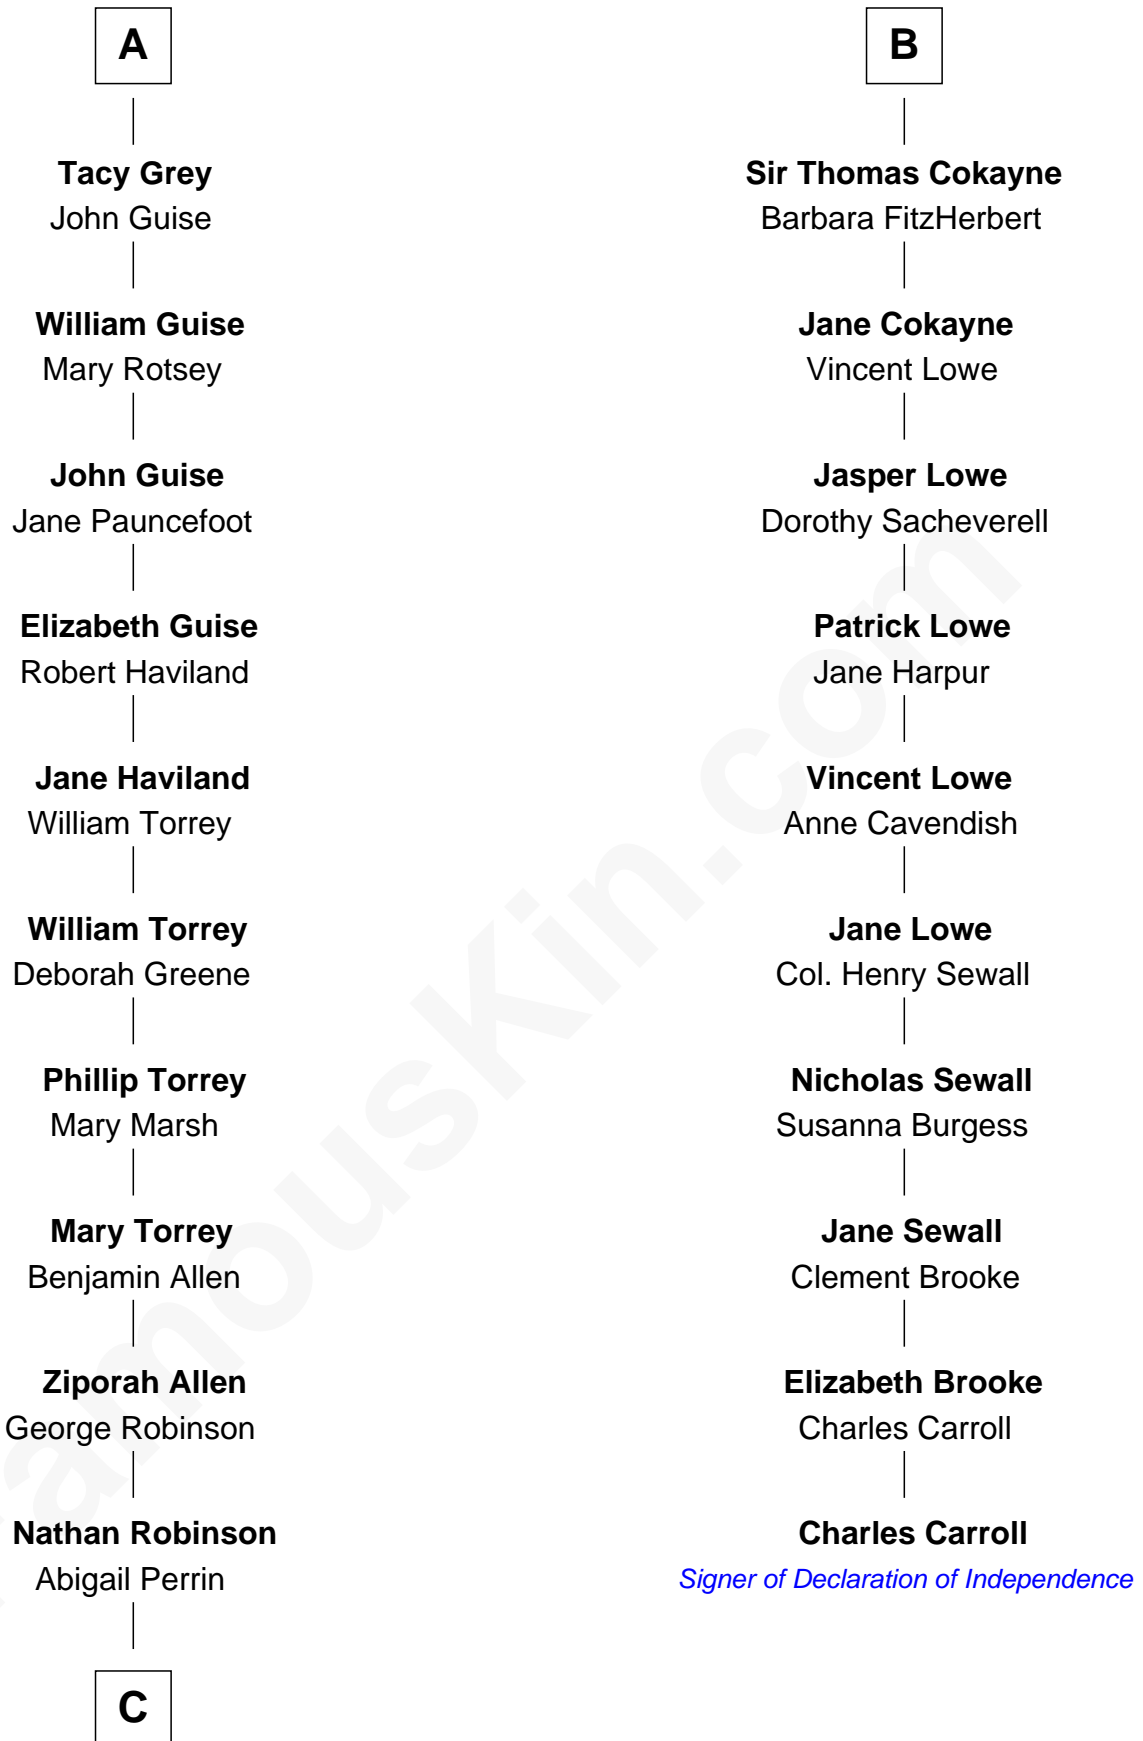 A
Tacy Grey
John Guise
William Guise
Mary Rotsey
John Guise
Jane Pauncefoot
Elizabeth Guise
Robert Haviland
Jane Haviland
William Torrey
William Torrey
Deborah Greene
Phillip Torrey
Mary Marsh
Mary Torrey
Benjamin Allen
Ziporah Allen
George Robinson
Nathan Robinson
Abigail Perrin
C
B
Sir Thomas Cokayne
Barbara FitzHerbert
Jane Cokayne
Vincent Lowe
Jasper Lowe
Dorothy Sacheverell
Patrick Lowe
Jane Harpur
Vincent Lowe
Anne Cavendish
Jane Lowe
Col. Henry Sewall
Nicholas Sewall
Susanna Burgess
Jane Sewall
Clement Brooke
Elizabeth Brooke
Charles Carroll
Charles Carroll
Signer of Declaration of Independence
FamousKin.com